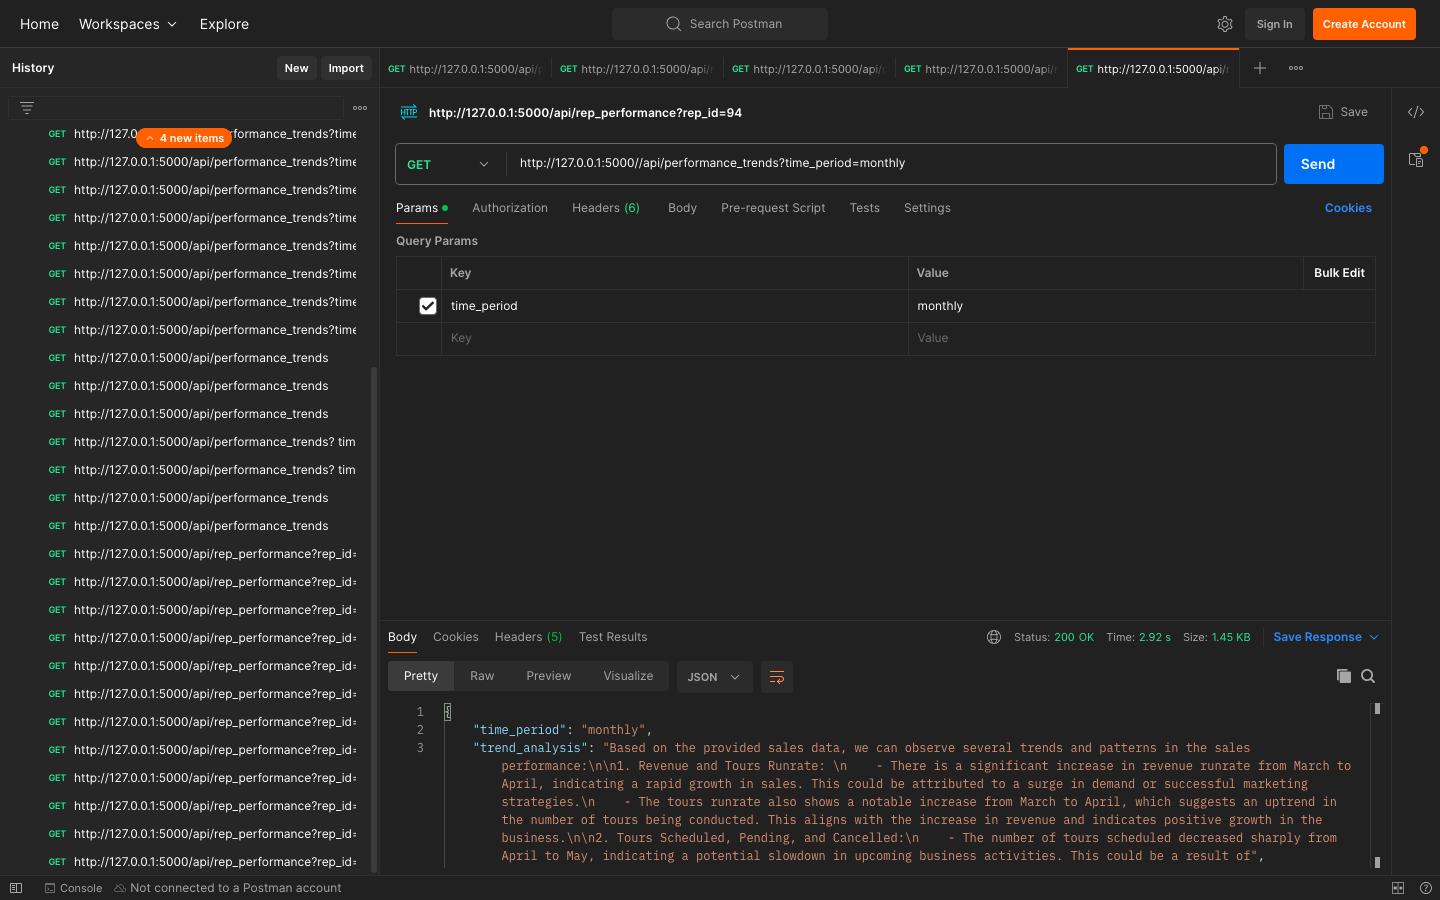 Home
Workspaces
Explore
Search Postman
Sign In
Create Account
History
New
Import
GET http://127.0.0.1:5000/api/
GET http://127.0.0.1:5000/api/
GET http://127.0.0.1:5000/api/
GET http://127.0.0.1:5000/api/
GET http://127.0.0.1:5000/api/
4 new items
GET http://127.0 formance_trends?time
GET http://127.0.0.1:5000/api/performance_trends?time
GET http://127.0.0.1:5000/api/performance_trends?time
GET http://127.0.0.1:5000/api/performance_trends?time
GET http://127.0.0.1:5000/api/performance_trends?time
GET http://127.0.0.1:5000/api/performance_trends?time
GET http://127.0.0.1:5000/api/performance_trends?time
GET http://127.0.0.1:5000/api/performance_trends?time
GET http://127.0.0.1:5000/api/performance_trends
GET http://127.0.0.1:5000/api/performance_trends
GET http://127.0.0.1:5000/api/performance_trends
GET http://127.0.0.1:5000/api/performance_trends? tim
GET http://127.0.0.1:5000/api/performance_trends? tim
GET http://127.0.0.1:5000/api/performance_trends
GET http://127.0.0.1:5000/api/performance_trends
GET http://127.0.0.1:5000/api/rep_performance?rep_id=
GET http://127.0.0.1:5000/api/rep_performance?rep_id=
GET http://127.0.0.1:5000/api/rep_performance?rep_id=
GET http://127.0.0.1:5000/api/rep_performance?rep_id=
GET http://127.0.0.1:5000/api/rep_performance?rep_id=
GET http://127.0.0.1:5000/api/rep_performance?rep_id=
GET http://127.0.0.1:5000/api/rep_performance?rep_id=
GET http://127.0.0.1:5000/api/rep_performance?rep_id=
GET http://127.0.0.1:5000/api/rep_performance?rep_id=
GET http://127.0.0.1:5000/api/rep_performance?rep_id=
GET http://127.0.0.1:5000/api/rep_performance?rep_id=
GET http://127.0.0.1:5000/api/rep_performance?rep_id=
HTTP http://127.0.0.1:5000/api/rep_performance?rep_id=94
Save
GET
http://127.0.0.1:5000//api/performance_trends?time_period=monthly
Send
Params
Authorization
Headers (6)
Body
Pre-request Script
Tests
Settings
Cookies
Query Params
Key
Value
Bulk Edit
time_period
monthly
Key
Value
Body
Cookies
Headers (5)
Test Results
Status: 200 OK
Time: 2.92 s
Size: 1.45 KB
Save Response
Pretty
Raw
Preview
Visualize
JSON
1 {
2 "time_period": "monthly",
3 "trend_analysis": "Based on the provided sales data, we can observe several trends and patterns in the sales
performance:\n\n1. Revenue and Tours Runrate: \n    - There is a significant increase in revenue runrate from March to
April, indicating a rapid growth in sales. This could be attributed to a surge in demand or successful marketing
strategies.\n    - The tours runrate also shows a notable increase from March to April, which suggests an uptrend in
the number of tours being conducted. This aligns with the increase in revenue and indicates positive growth in the
business.\n\n2. Tours Scheduled, Pending, and Cancelled:\n    - The number of tours scheduled decreased sharply from
April to May, indicating a potential slowdown in upcoming business activities. This could be a result of",
Console
Not connected to a Postman account